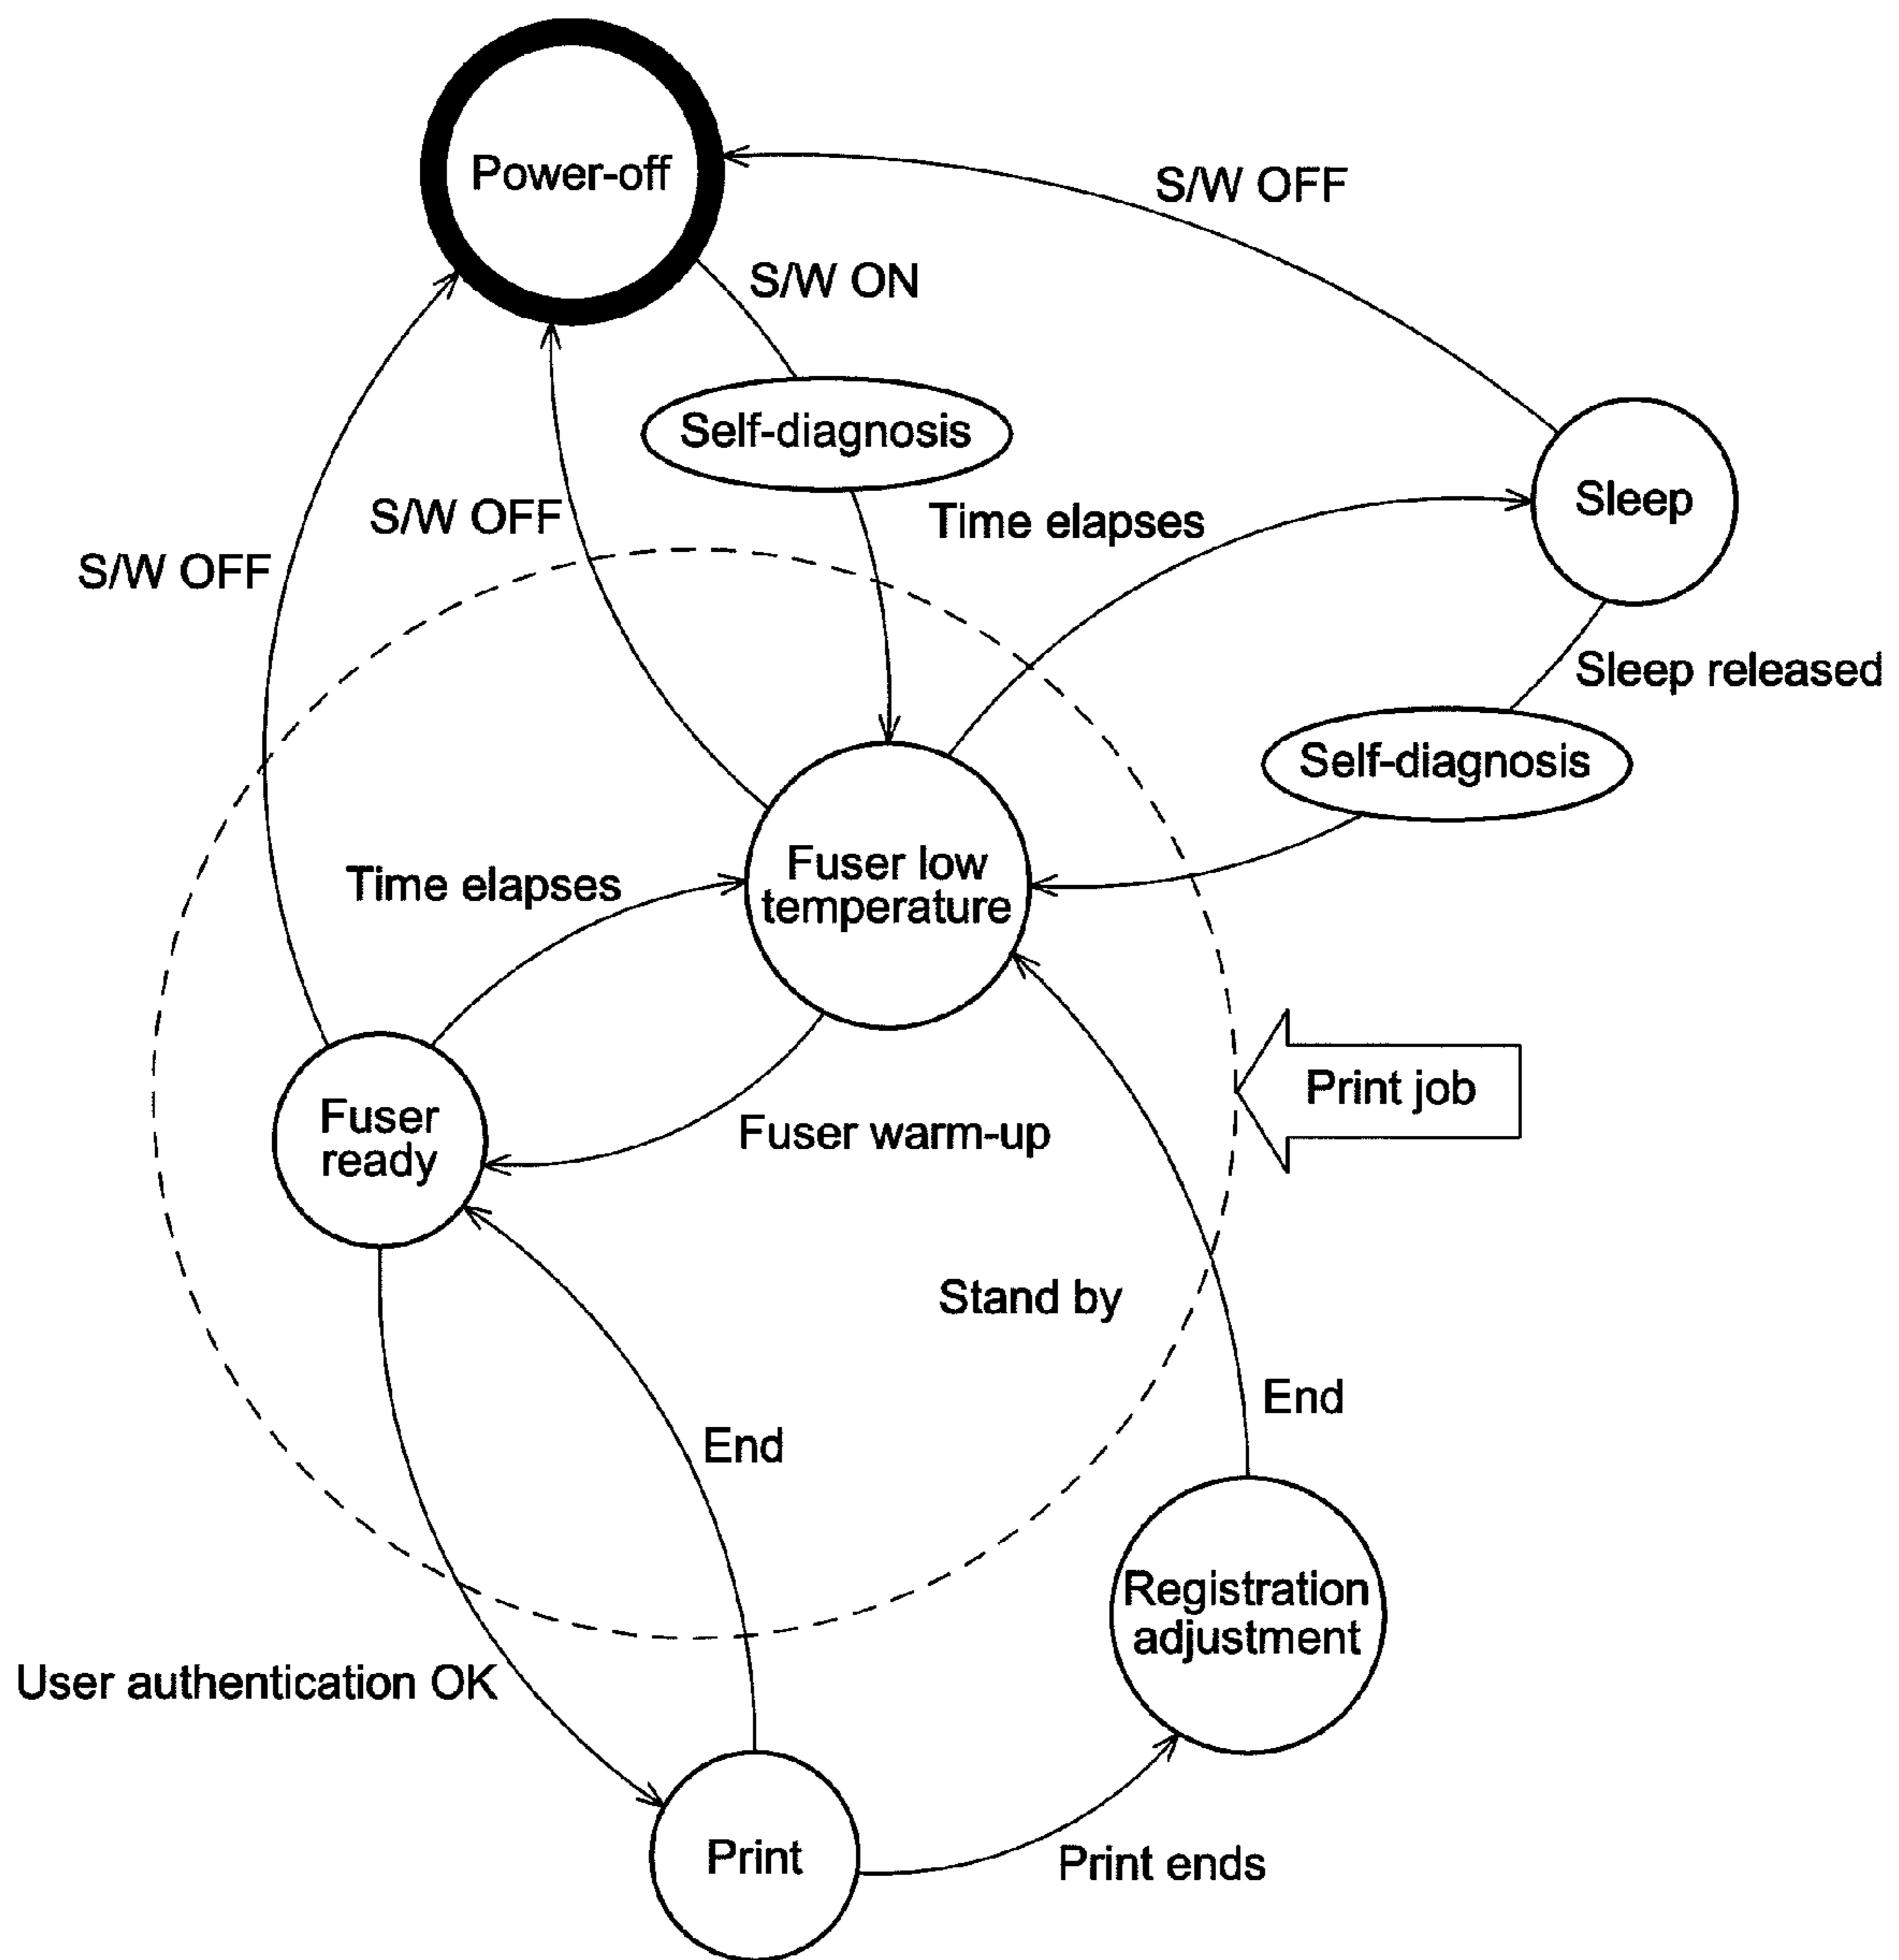 Power-off
S/W OFF
S/W ON
Self-diagnosis
Sleep
S/W OFF
Time elapses
S/W OFF
Sleep released
Self-diagnosis
Fuser low
temperature
Time elapses
Print job
Fuser
ready
Fuser warm-up
Stand by
End
End
Registration
adjustment
User authentication OK
Print
Print ends